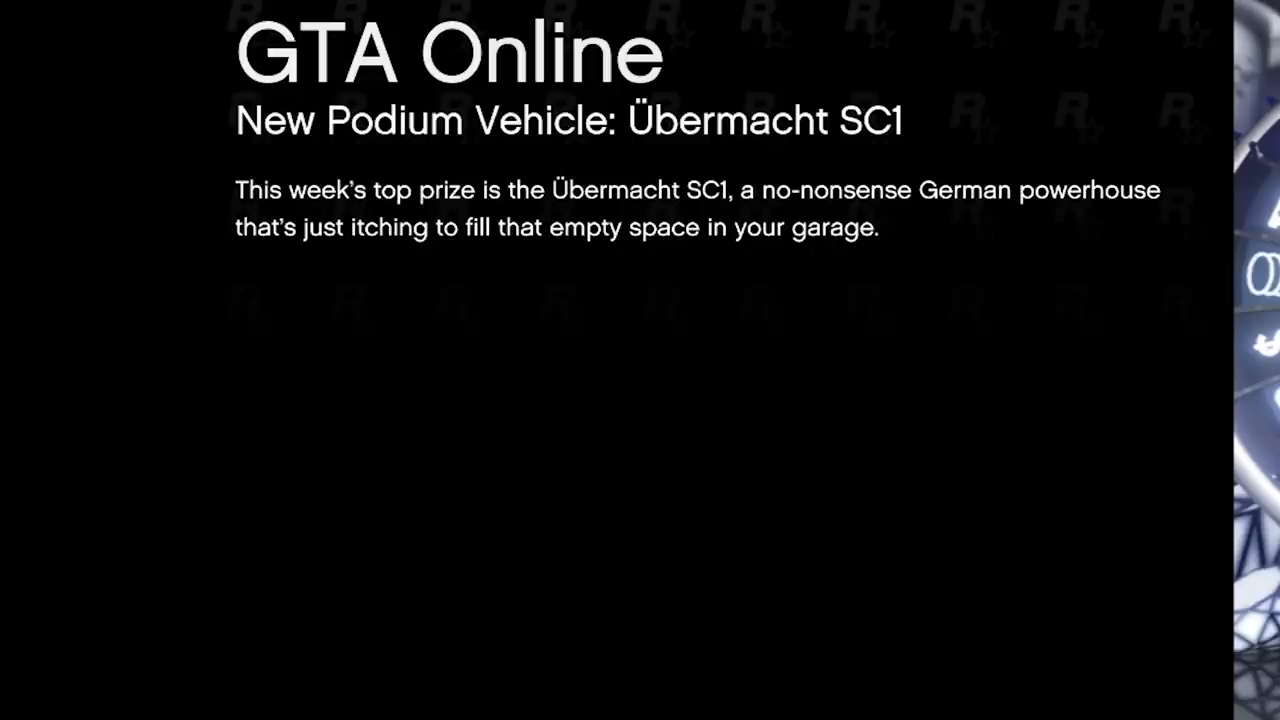 GTA Online
New Podium Vehicle: Übermacht SC1
This week's top prize is the Übermacht SC1, a no-nonsense German powerhouse
that's just itching to fill that empty space in your garage.